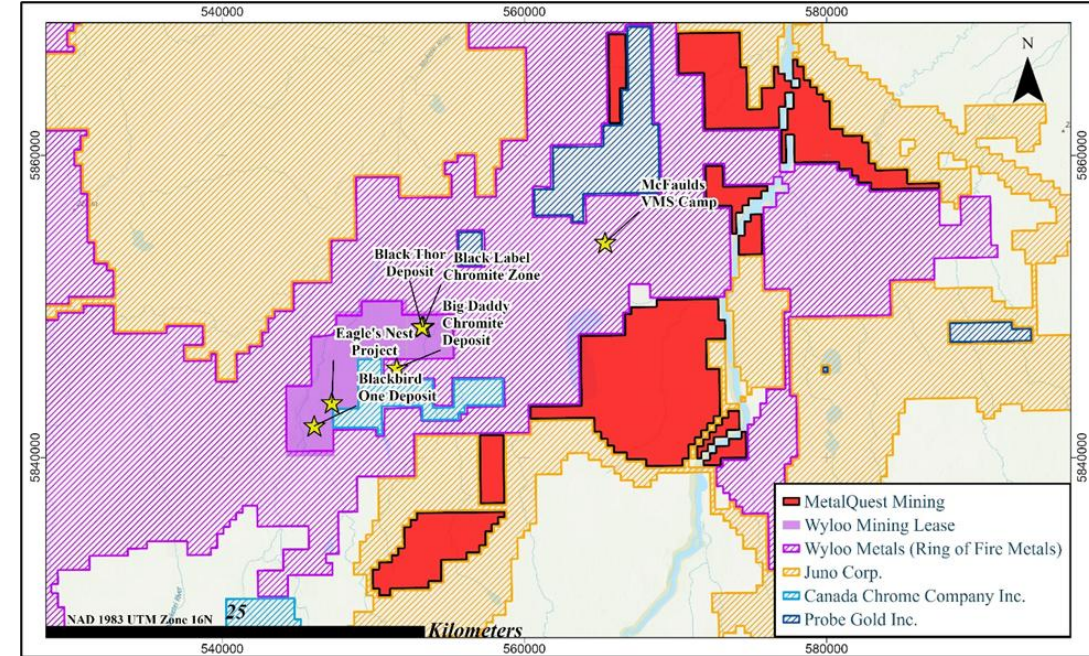 540000
560000
580000
N
5860000
5860000
McFaulds
VMS Camp
Black Thor
Deposit
Black Label
Chromite Zone
Big Daddy
Chromite
Deposit
Eagle's Nest
Project
Blackbird
One Deposit
5840000
5840000
MetalQuest Mining
Wyloo Mining Lease
Wyloo Metals (Ring of Fire Metals)
Juno Corp.
Canada Chrome Company Inc.
Probe Gold Inc.
NAD 1983 UTM Zone 16N
25
Kilometers
540000
560000
580000